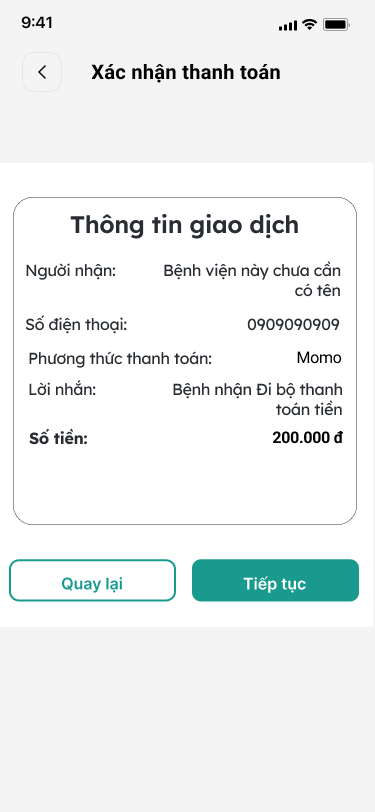 9:41
Xác nhận thanh toán
Thông tin giao dịch
Người nhận: Bệnh viện này chưa cần
có tên
Số điện thoại: 0909090909
Phương thức thanh toán: Momo
Lời nhắn: Bệnh nhận Đi bộ thanh
toán tiền
Số tiền: 200.000 đ
Quay lại Tiếp tục